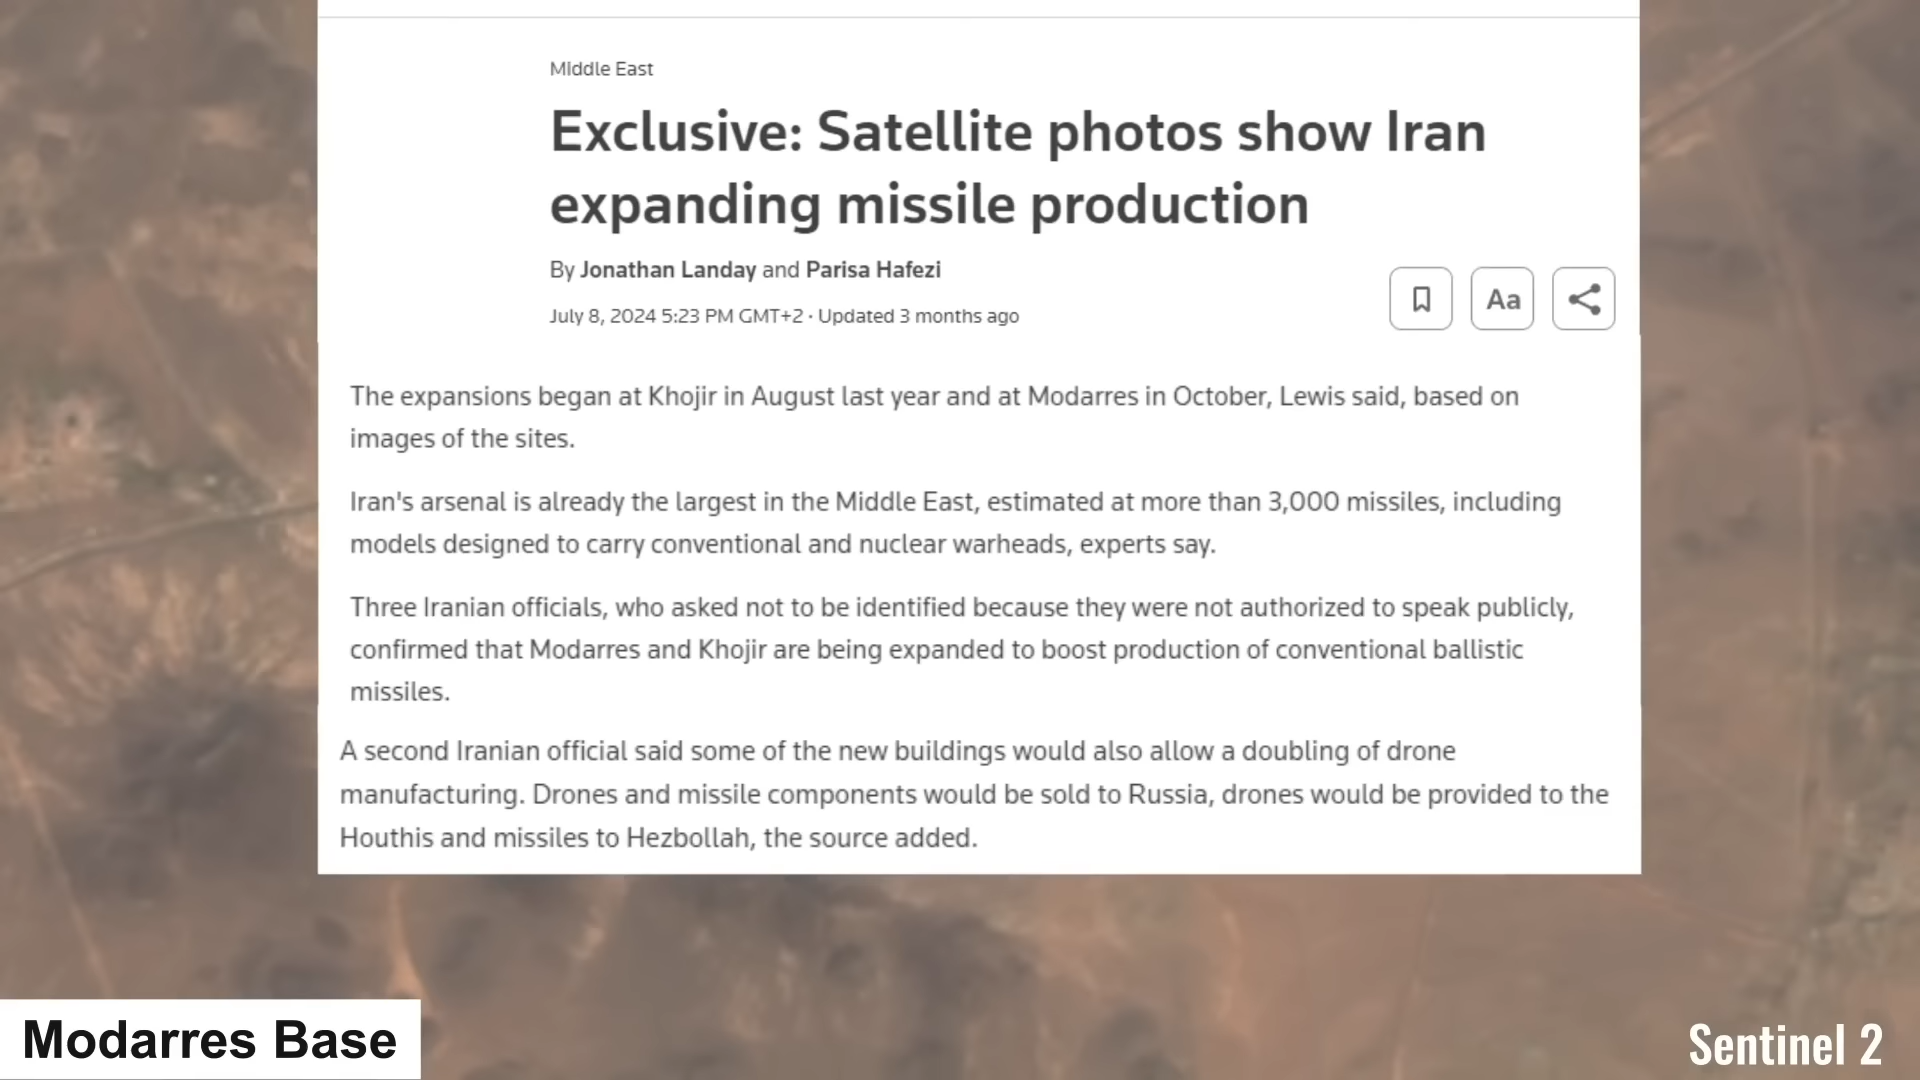 Middle East
Exclusive: Satellite photos show Iran
expanding missile production
By Jonathan Landay and Parisa Hafezi
July 8, 2024 5:23 PM GMT+2 · Updated 3 months ago
Aa
The expansions began at Khojir in August last year and at Modarres in October, Lewis said, based on
images of the sites.
Iran's arsenal is already the largest in the Middle East, estimated at more than 3,000 missiles, including
models designed to carry conventional and nuclear warheads, experts say.
Three Iranian officials, who asked not to be identified because they were not authorized to speak publicly,
confirmed that Modarres and Khojir are being expanded to boost production of conventional ballistic
missiles.
A second Iranian official said some of the new buildings would also allow a doubling of drone
manufacturing. Drones and missile components would be sold to Russia, drones would be provided to the
Houthis and missiles to Hezbollah, the source added.
Modarres Base
Sentinel 2